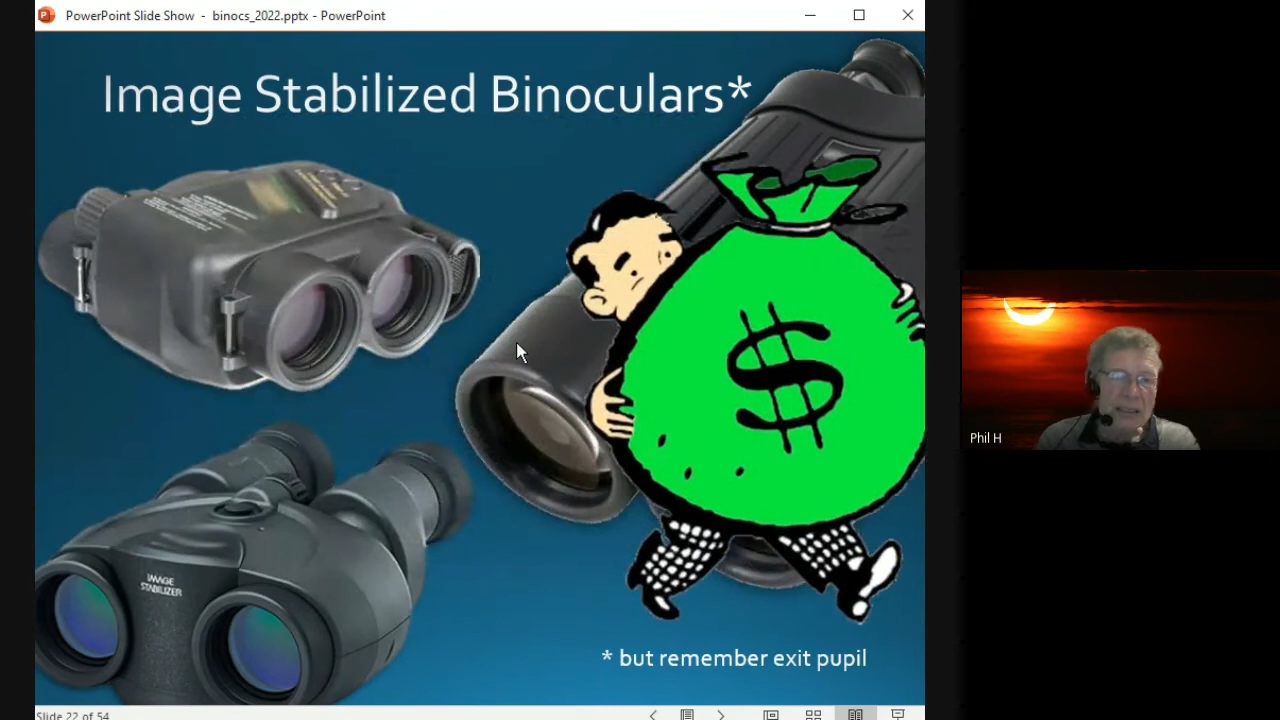 PowerPoint Slide Show - binocs_2022.pptx - PowerPoint
Image Stabilized Binoculars*
$
IMAGE
STABILIZER
* but remember exit pupil
Phil H
Slide 22 of 54